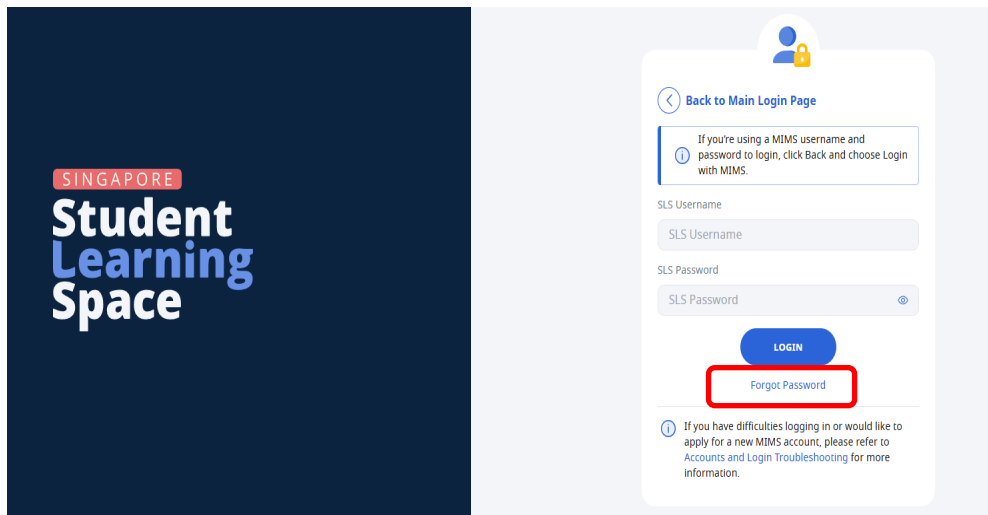 SINGAPORE
Student
Learning
Space
Back to Main Login Page
If you're using a MIMS username and
password to login, click Back and choose Login
with MIMS.
SLS Username
SLS Username
SLS Password
SLS Password
LOGIN
Forgot Password
If you have difficulties logging in or would like to
apply for a new MIMS account, please refer to
Accounts and Login Troubleshooting for more
information.